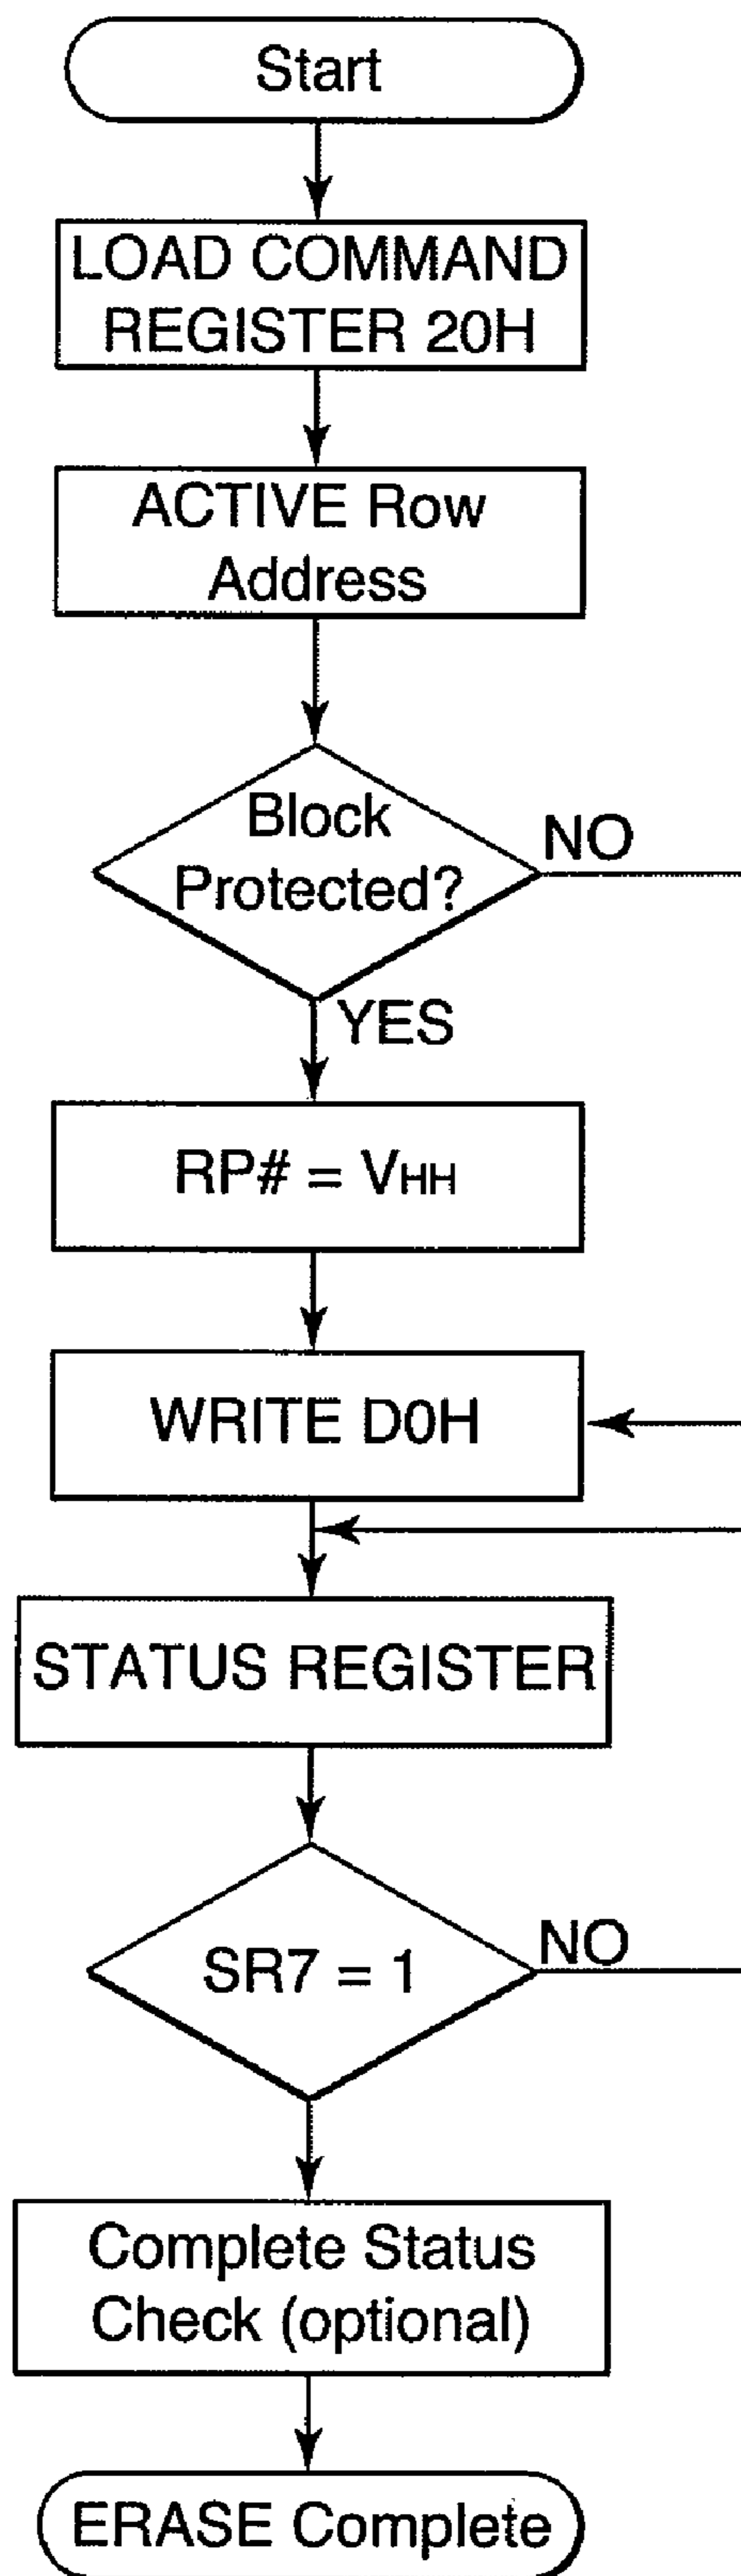 Start
LOAD COMMAND
REGISTER 20H
ACTIVE Row
Address
Block
Protected?
NO
YES
RP# = VHH
WRITE D0H
STATUS REGISTER
SR7 = 1
NO
Complete Status
Check (optional)
ERASE Complete